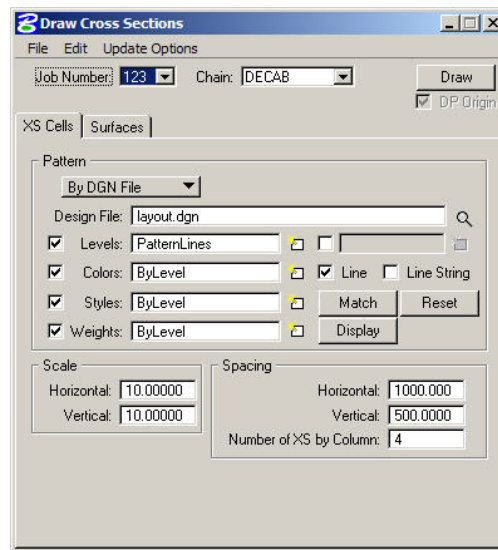 Draw Cross Sections
File Edit Update Options
Job Number: 123 Chain: DECAB Draw
DP Origin
XS Cells Surfaces
Pattern
By DGN File
Design File: layout.dgn
Levels: PatternLines
Colors: ByLevel Line Line String
Styles: ByLevel Match Reset
Weights: ByLevel Display
Scale Spacing
Horizontal: 10.00000 Horizontal: 1000.000
Vertical: 10.00000 Vertical: 500.0000
Number of XS by Column: 4